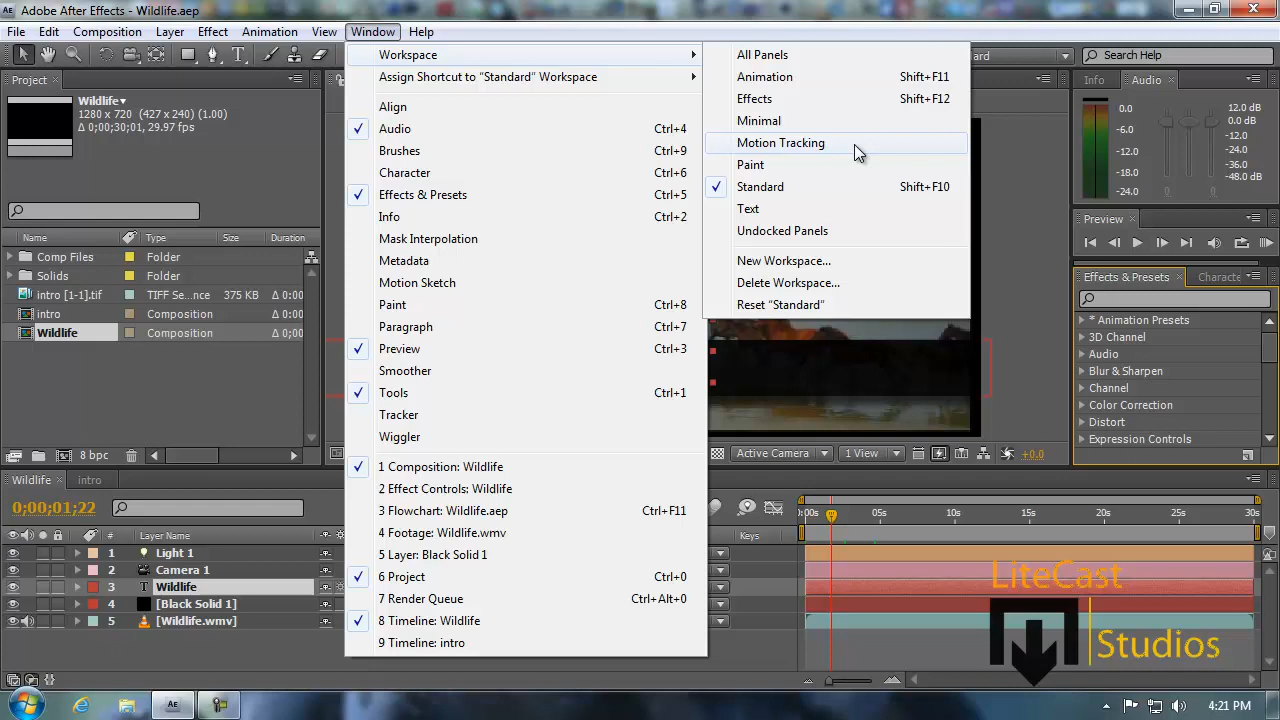 Adobe After Effects - Wildlife.aep
File Edit Composition Layer Effect Animation View Window Help
Search Help
Project
Wildlife
1280 x 720 (427 x 240) (1.00)
Δ 0;00;30;01, 29.97 fps
Name Type Size Duration
Comp Files Folder
Solids Folder
intro [1-1].tif TIFF Se...nce 375 KB Δ 0:00
intro Composition Δ 0:00
Wildlife Composition Δ 0;00
8 bpc
Workspace
Assign Shortcut to “Standard” Workspace
Align
Audio Ctrl+4
Brushes Ctrl+9
Character Ctrl+6
Effects & Presets Ctrl+5
Info Ctrl+2
Mask Interpolation
Metadata
Motion Sketch
Paint Ctrl+8
Paragraph Ctrl+7
Preview Ctrl+3
Smoother
Tools Ctrl+1
Tracker
Wiggler
1 Composition: Wildlife
2 Effect Controls: Wildlife
3 Flowchart: Wildlife.aep Ctrl+F11
4 Footage: Wildlife.wmv
5 Layer: Black Solid 1
6 Project Ctrl+0
7 Render Queue Ctrl+Alt+0
8 Timeline: Wildlife
9 Timeline: intro
All Panels
Animation Shift+F11
Effects Shift+F12
Minimal
Motion Tracking
Paint
Standard Shift+F10
Text
Undocked Panels
New Workspace...
Delete Workspace...
Reset “Standard”
Info Audio
0.0 12.0 dB
-6.0 0.0 dB
-12.0 -12.0
-18.0 -36.0
-24.0 -48.0
Preview
Effects & Presets Characte
* Animation Presets
3D Channel
Audio
Blur & Sharpen
Channel
Color Correction
Distort
Expression Controls
Active Camera 1 View +0.0
Wildlife intro
0;00;01;22
# Layer Name Keys
:00s 05s 10s 15s 20s 25s 30s
1 Light 1
2 Camera 1
3 T Wildlife
4 [Black Solid 1]
5 [Wildlife.wmv]
LiteCast
Studios
Ae
4:21 PM